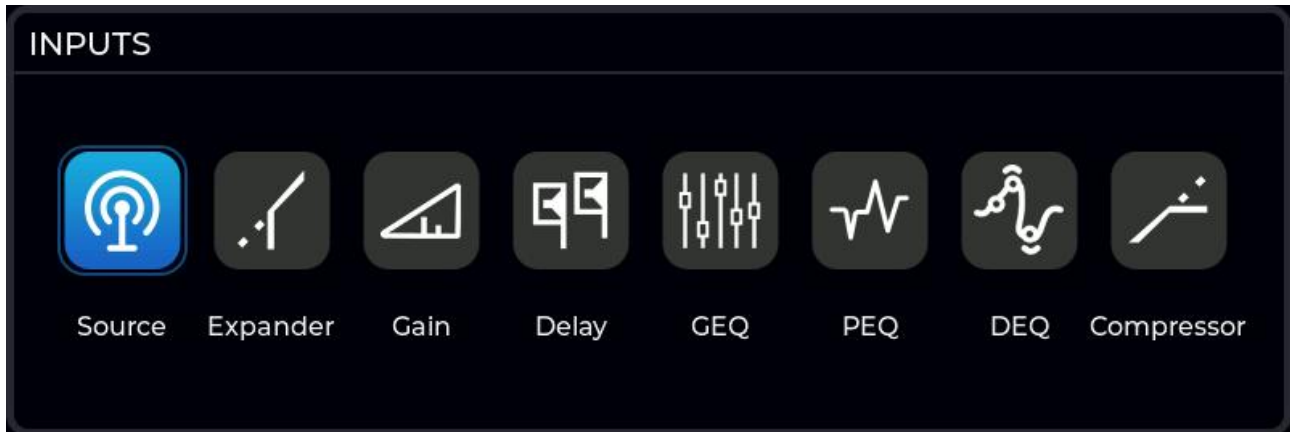 INPUTS
Source Expander Gain Delay GEQ PEQ DEQ Compressor